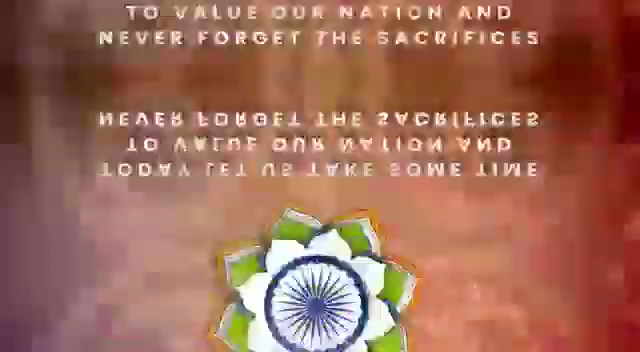 TO VALUE OUR NATION AND
NEVER FORGET THE SACRIFICES
NEVER FORGET THE SACRIFICES
TO VALUE OUR NATION AND
TODAY LET US TAKE SOME TIME